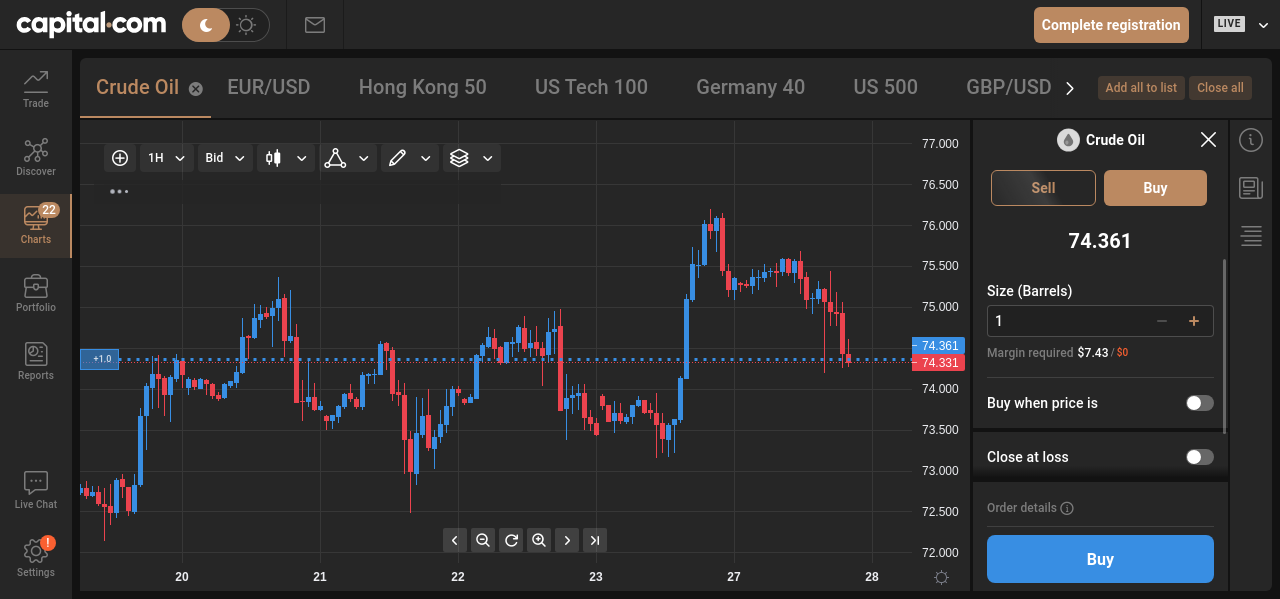 capital.com
Complete registration
LIVE
Trade
Discover
22
Charts
Portfolio
Reports
Live Chat
!
Settings
Crude Oil
EUR/USD
Hong Kong 50
US Tech 100
Germany 40
US 500
GBP/USD
Add all to list
Close all
1H
Bid
+1.0
77.000
76.500
76.000
75.500
75.000
74.361
74.331
74.000
73.500
73.000
72.500
72.000
20
21
22
23
27
28
Crude Oil
Sell
Buy
74.361
Size (Barrels)
1
Margin required $7.43 / $0
Buy when price is
Close at loss
Order details
Buy